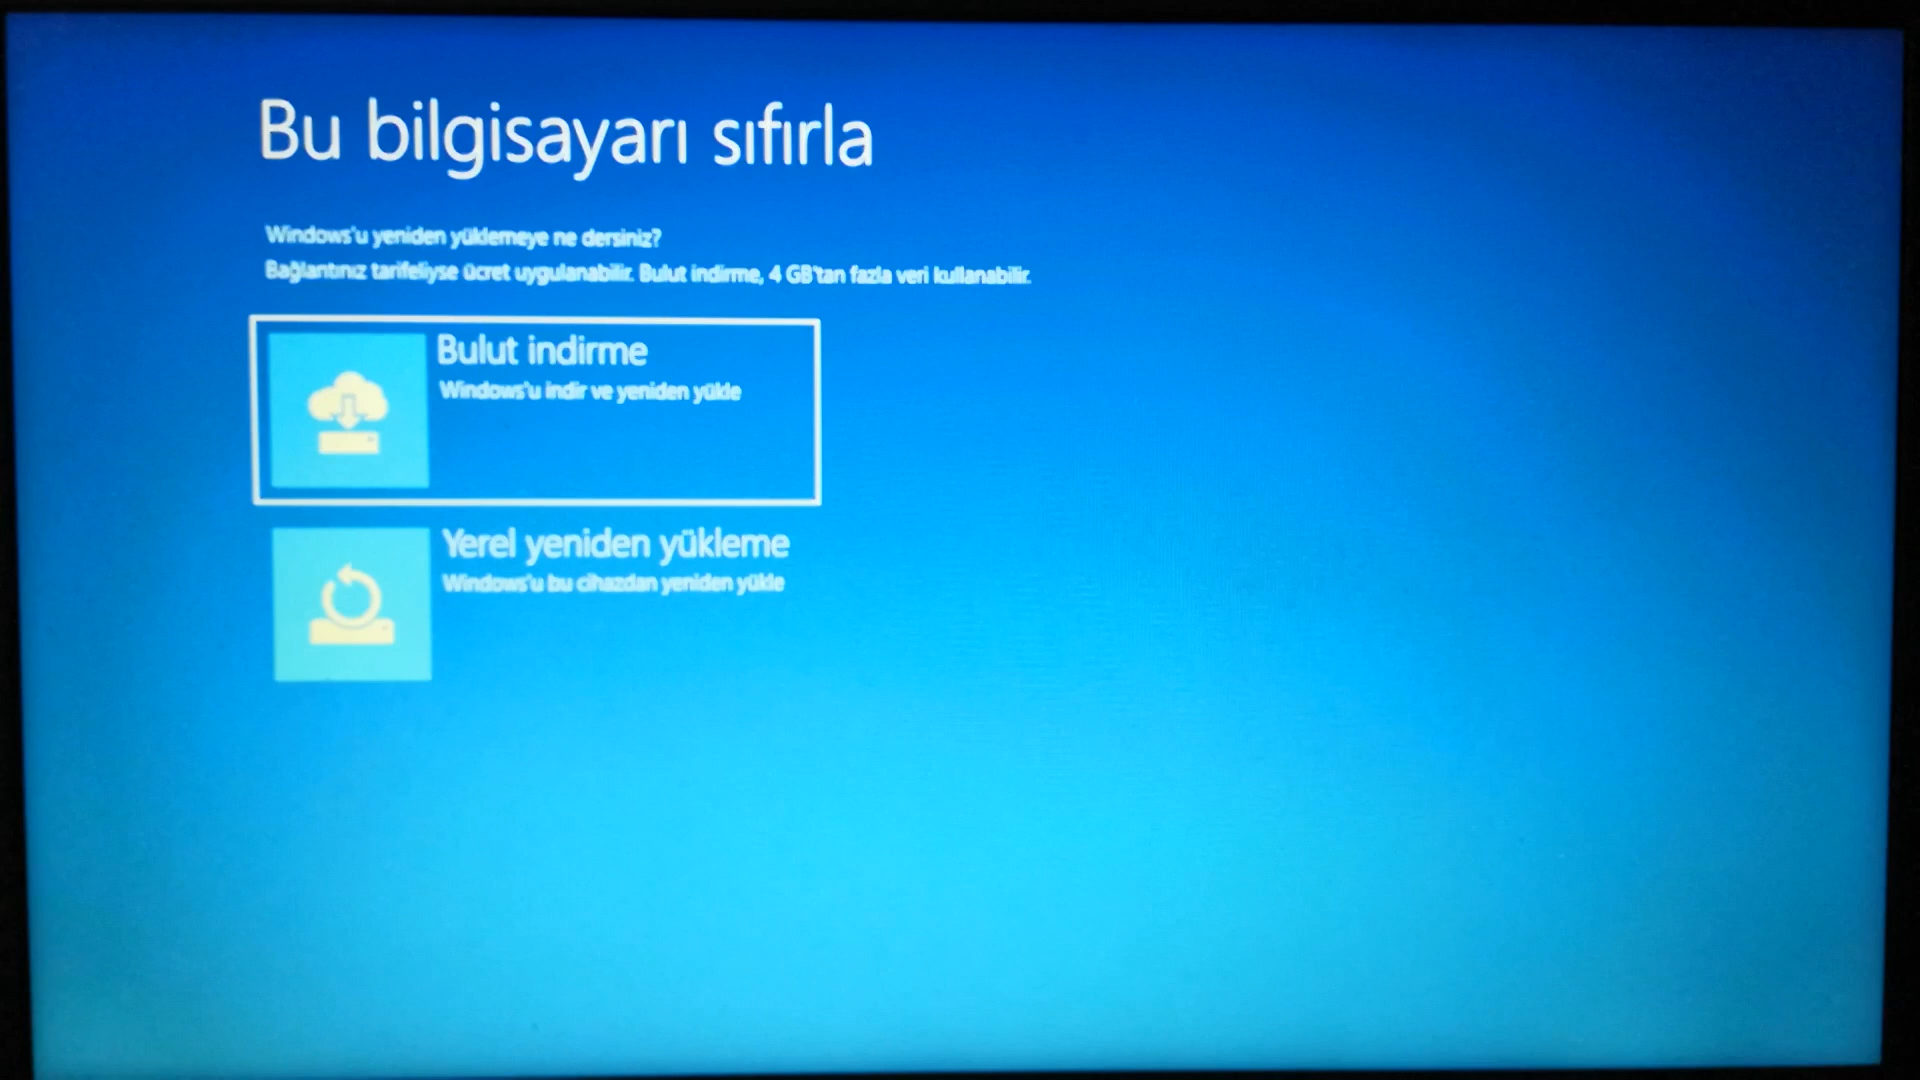 Bu bilgisayarı sıfırla
Windows'u yeniden yüklemeye ne dersiniz?
Bağlantınız tarifeliyse ücret uygulanabilir. Bulut indirme, 4 GB'tan fazla veri kullanabilir.
Bulut indirme
Windows'u indir ve yeniden yükle
Yerel yeniden yükleme
Windows'u bu cihazdan yeniden yükle